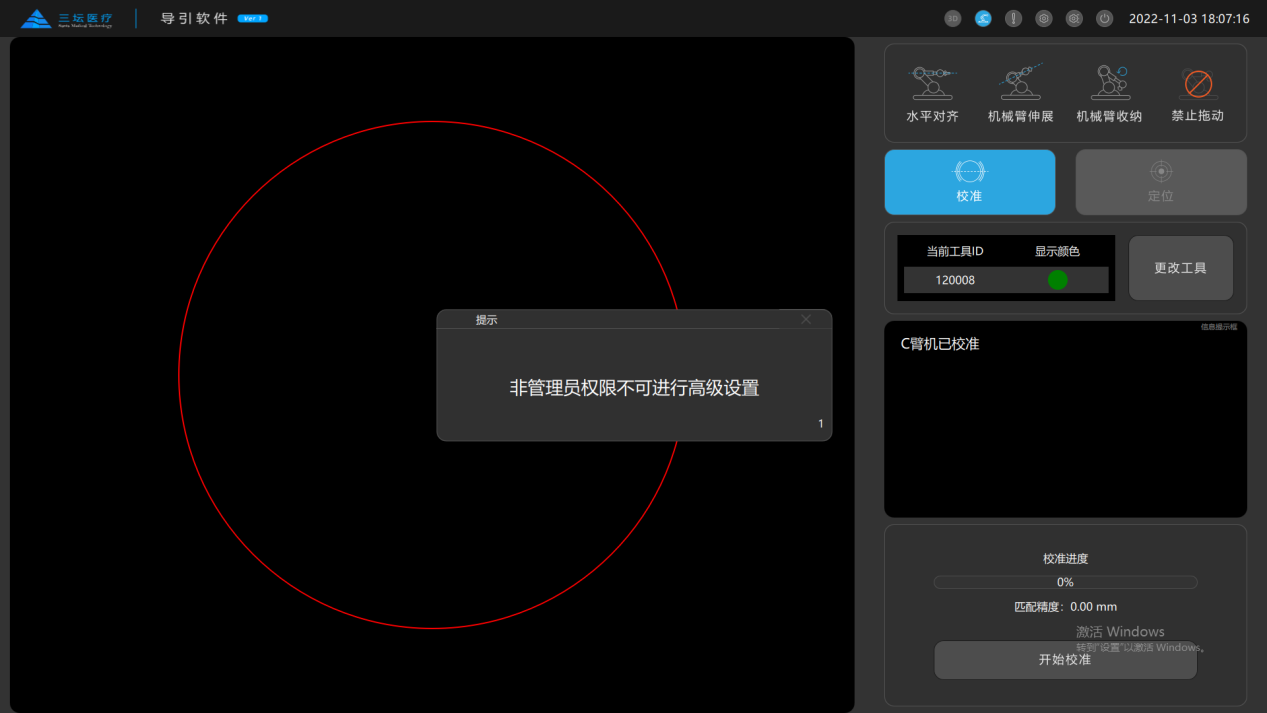 三坛医疗
Santa Medical Technology
导引软件
Ver 1
3D
2022-11-03 18:07:16
水平对齐
机械臂伸展
机械臂收纳
禁止拖动
校准
定位
当前工具ID
显示颜色
120008
更改工具
信息提示框
C臂机已校准
提示
非管理员权限不可进行高级设置
1
校准进度
0%
匹配精度：0.00 mm
激活 Windows
转到"设置"以激活 Windows。
开始校准